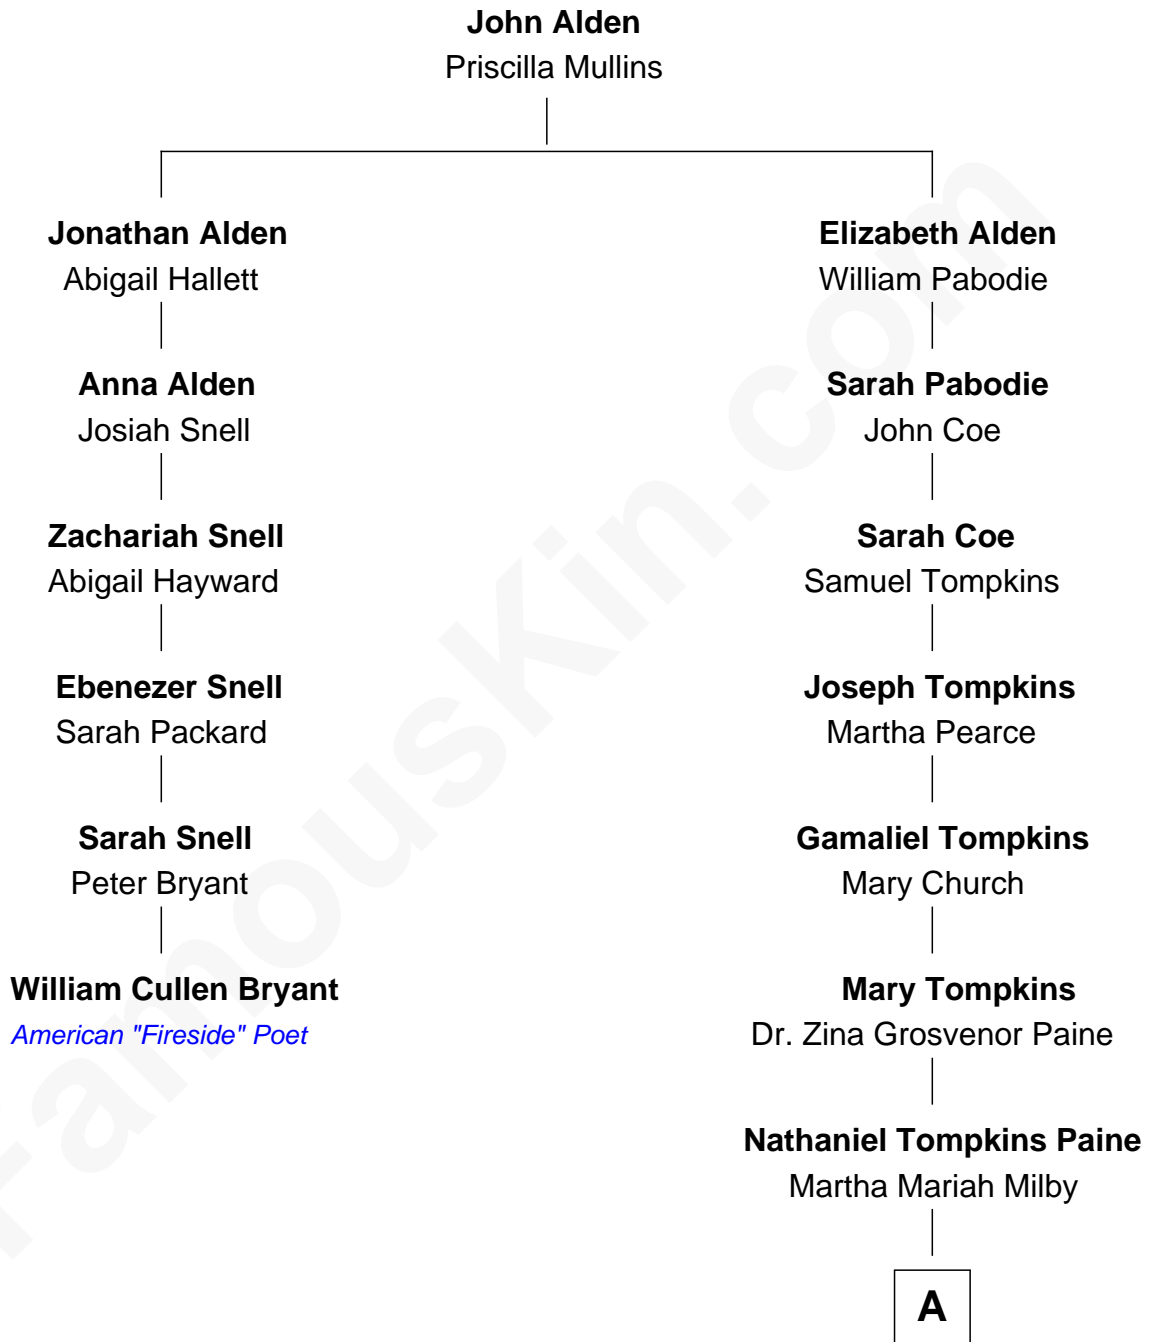 John Alden
Priscilla Mullins
Jonathan Alden
Abigail Hallett
Elizabeth Alden
William Pabodie
Anna Alden
Josiah Snell
Sarah Pabodie
John Coe
Zachariah Snell
Abigail Hayward
Sarah Coe
Samuel Tompkins
Ebenezer Snell
Sarah Packard
Joseph Tompkins
Martha Pearce
Sarah Snell
Peter Bryant
Gamaliel Tompkins
Mary Church
William Cullen Bryant
American "Fireside" Poet
Mary Tompkins
Dr. Zina Grosvenor Paine
Nathaniel Tompkins Paine
Martha Mariah Milby
A
FamousKin.com